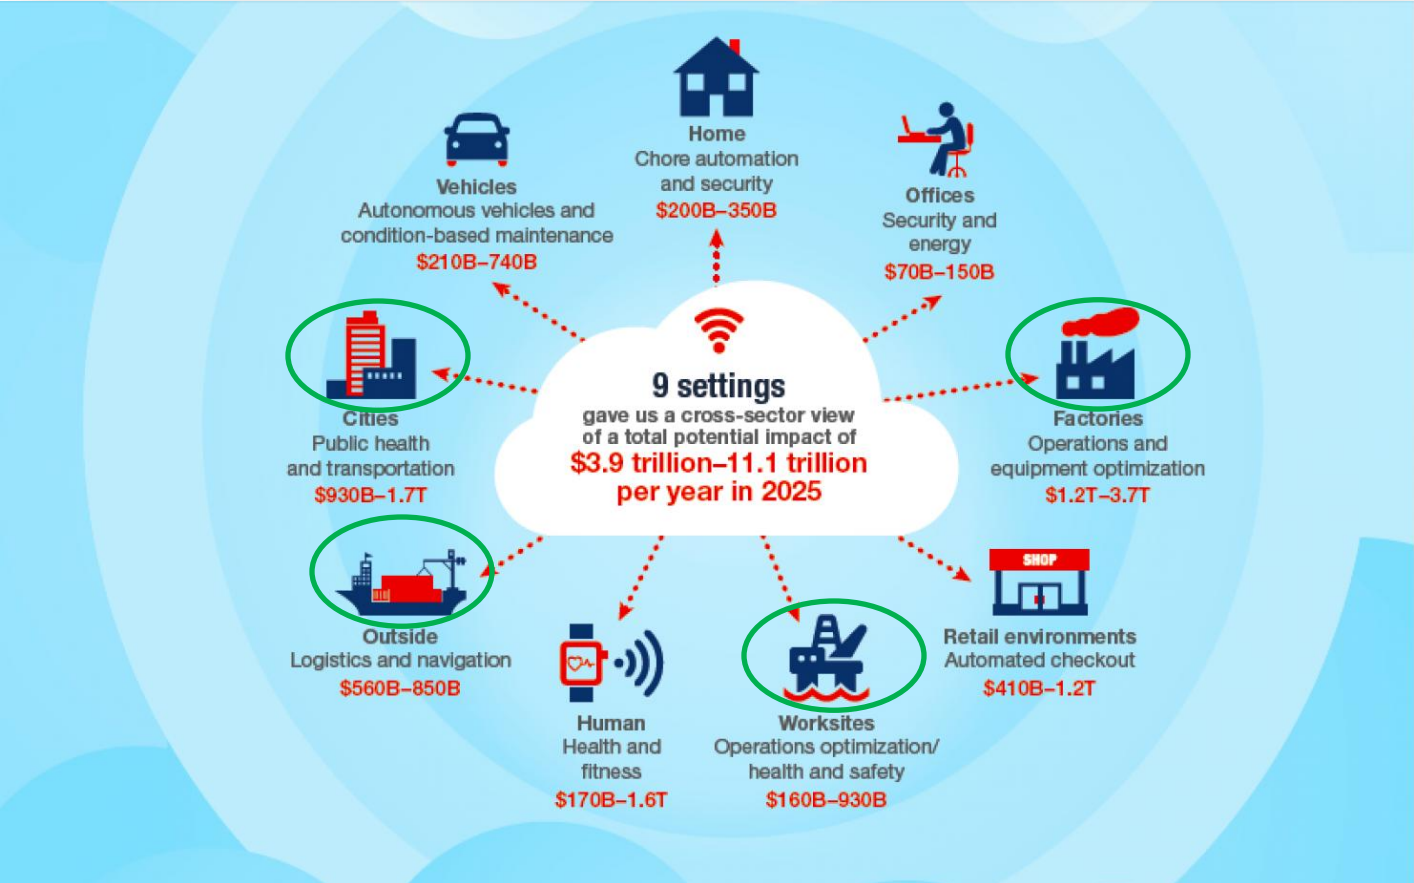 Home
Chore automation
and security
$200B–350B
Vehicles
Autonomous vehicles and
condition-based maintenance
$210B–740B
Offices
Security and
energy
$70B–150B
9 settings
gave us a cross-sector view
of a total potential impact of
$3.9 trillion–11.1 trillion
per year in 2025
Cities
Public health
and transportation
$930B–1.7T
Factories
Operations and
equipment optimization
$1.2T–3.7T
Outside
Logistics and navigation
$560B–850B
SHOP
Retail environments
Automated checkout
$410B–1.2T
Human
Health and
fitness
$170B–1.6T
Worksites
Operations optimization/
health and safety
$160B–930B